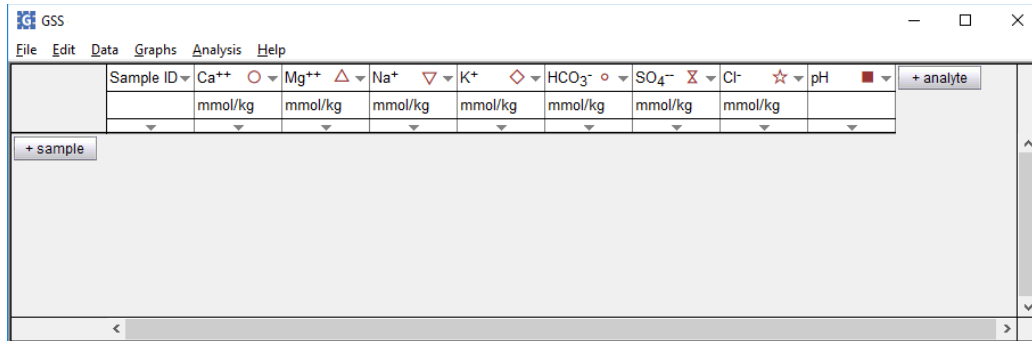 GSS
File Edit Data Graphs Analysis Help
Sample ID Ca⁺⁺ Mg⁺⁺ Na⁺ K⁺ HCO₃⁻ SO₄⁻⁻ Cl⁻ pH + analyte
mmol/kg mmol/kg mmol/kg mmol/kg mmol/kg mmol/kg mmol/kg
+ sample